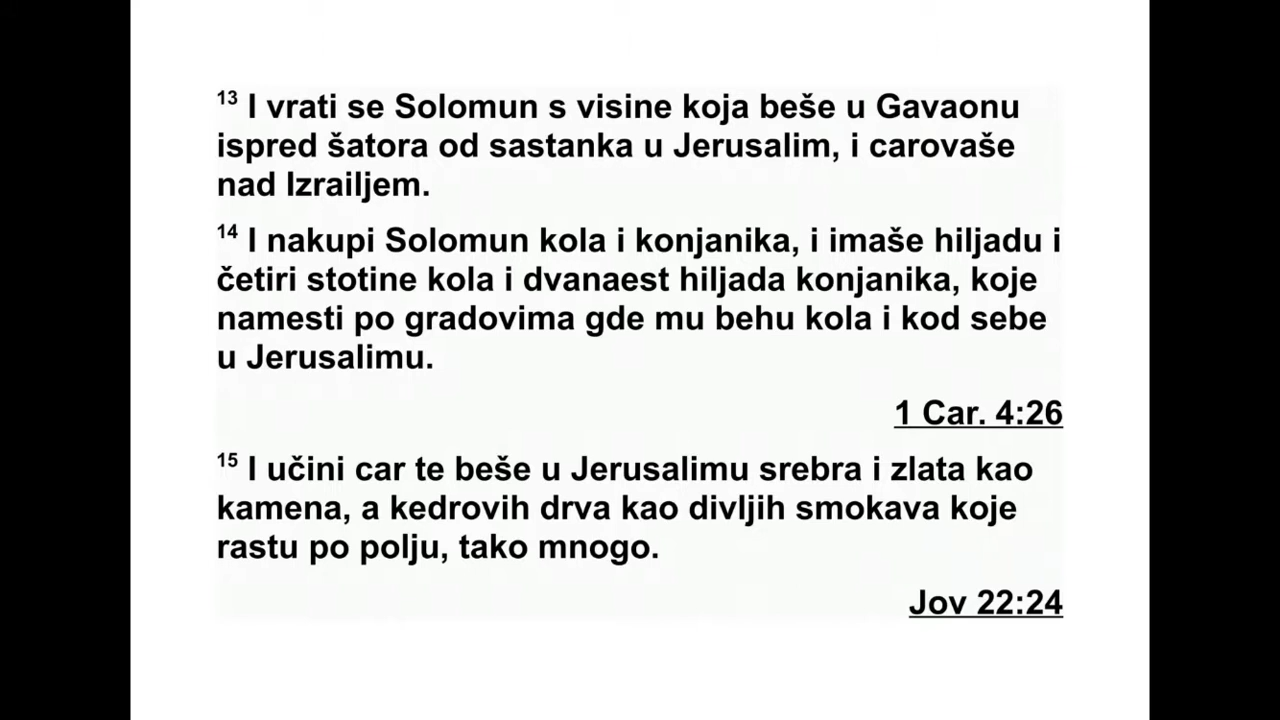 13 I vrati se Solomun s visine koja beše u Gavaonu
ispred šatora od sastanka u Jerusalim, i carovaše
nad Izrailjem.
14 I nakupi Solomun kola i konjanika, i imaše hiljadu i
četiri stotine kola i dvanaest hiljada konjanika, koje
namesti po gradovima gde mu behu kola i kod sebe
u Jerusalimu.
1 Car. 4:26
15 I učini car te beše u Jerusalimu srebra i zlata kao
kamena, a kedrovih drva kao divljih smokava koje
rastu po polju, tako mnogo.
Jov 22:24